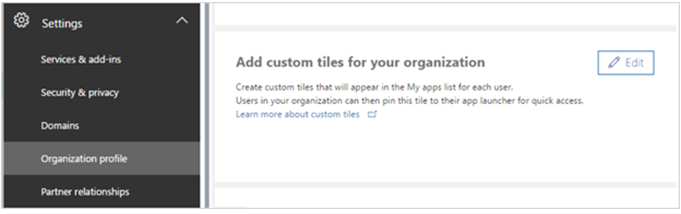 Settings
Services & add-ins
Security & privacy
Domains
Organization profile
Partner relationships
Add custom tiles for your organization
Edit
Create custom tiles that will appear in the My apps list for each user.
Users in your organization can then pin this tile to their app launcher for quick access.
Learn more about custom tiles